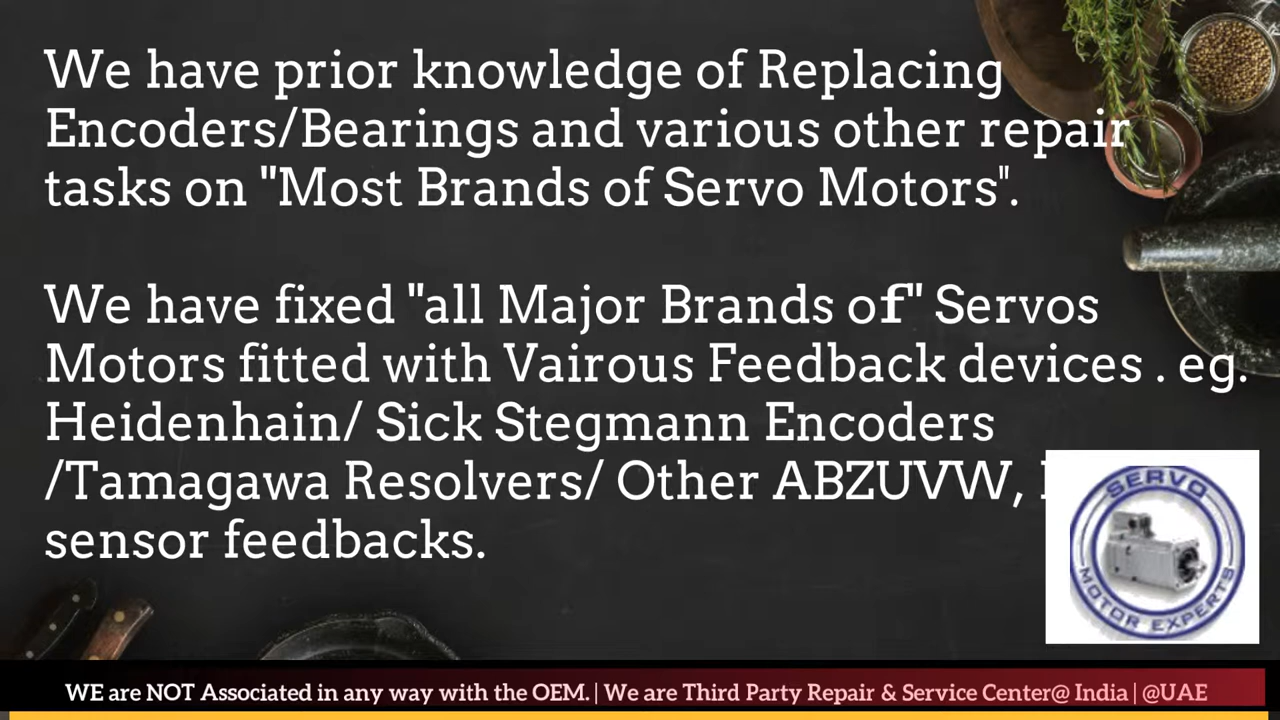 We have prior knowledge of Replacing
Encoders/Bearings and various other repair
tasks on "Most Brands of Servo Motors".
We have fixed "all Major Brands of" Servos
Motors fitted with Vairous Feedback devices . eg.
Heidenhain/ Sick Stegmann Encoders
/Tamagawa Resolvers/ Other ABZUVW,
sensor feedbacks.
SERVO
MOTOR EXPERTS
WE are NOT Associated in any way with the OEM. | We are Third Party Repair & Service Center@ India | @UAE